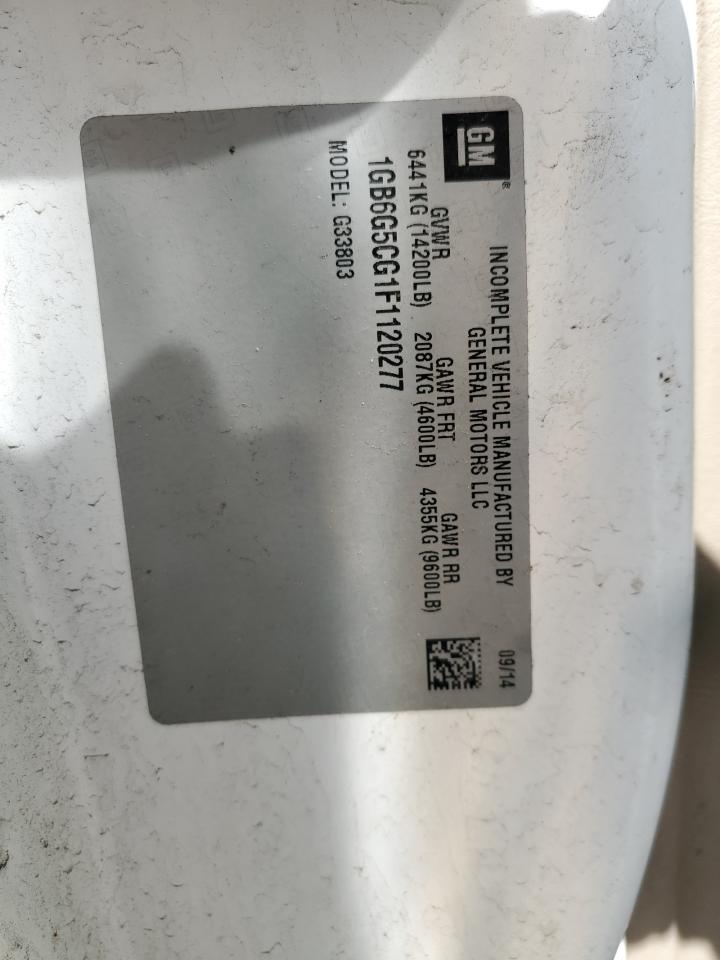 GM®
INCOMPLETE VEHICLE MANUFACTURED BY
GENERAL MOTORS LLC
09/14
GVWR GAWR FRT GAWR RR
6441KG (14200LB) 2087KG (4600LB) 4355KG (9600LB)
1GB6G5CG1F1120277
MODEL: G33803